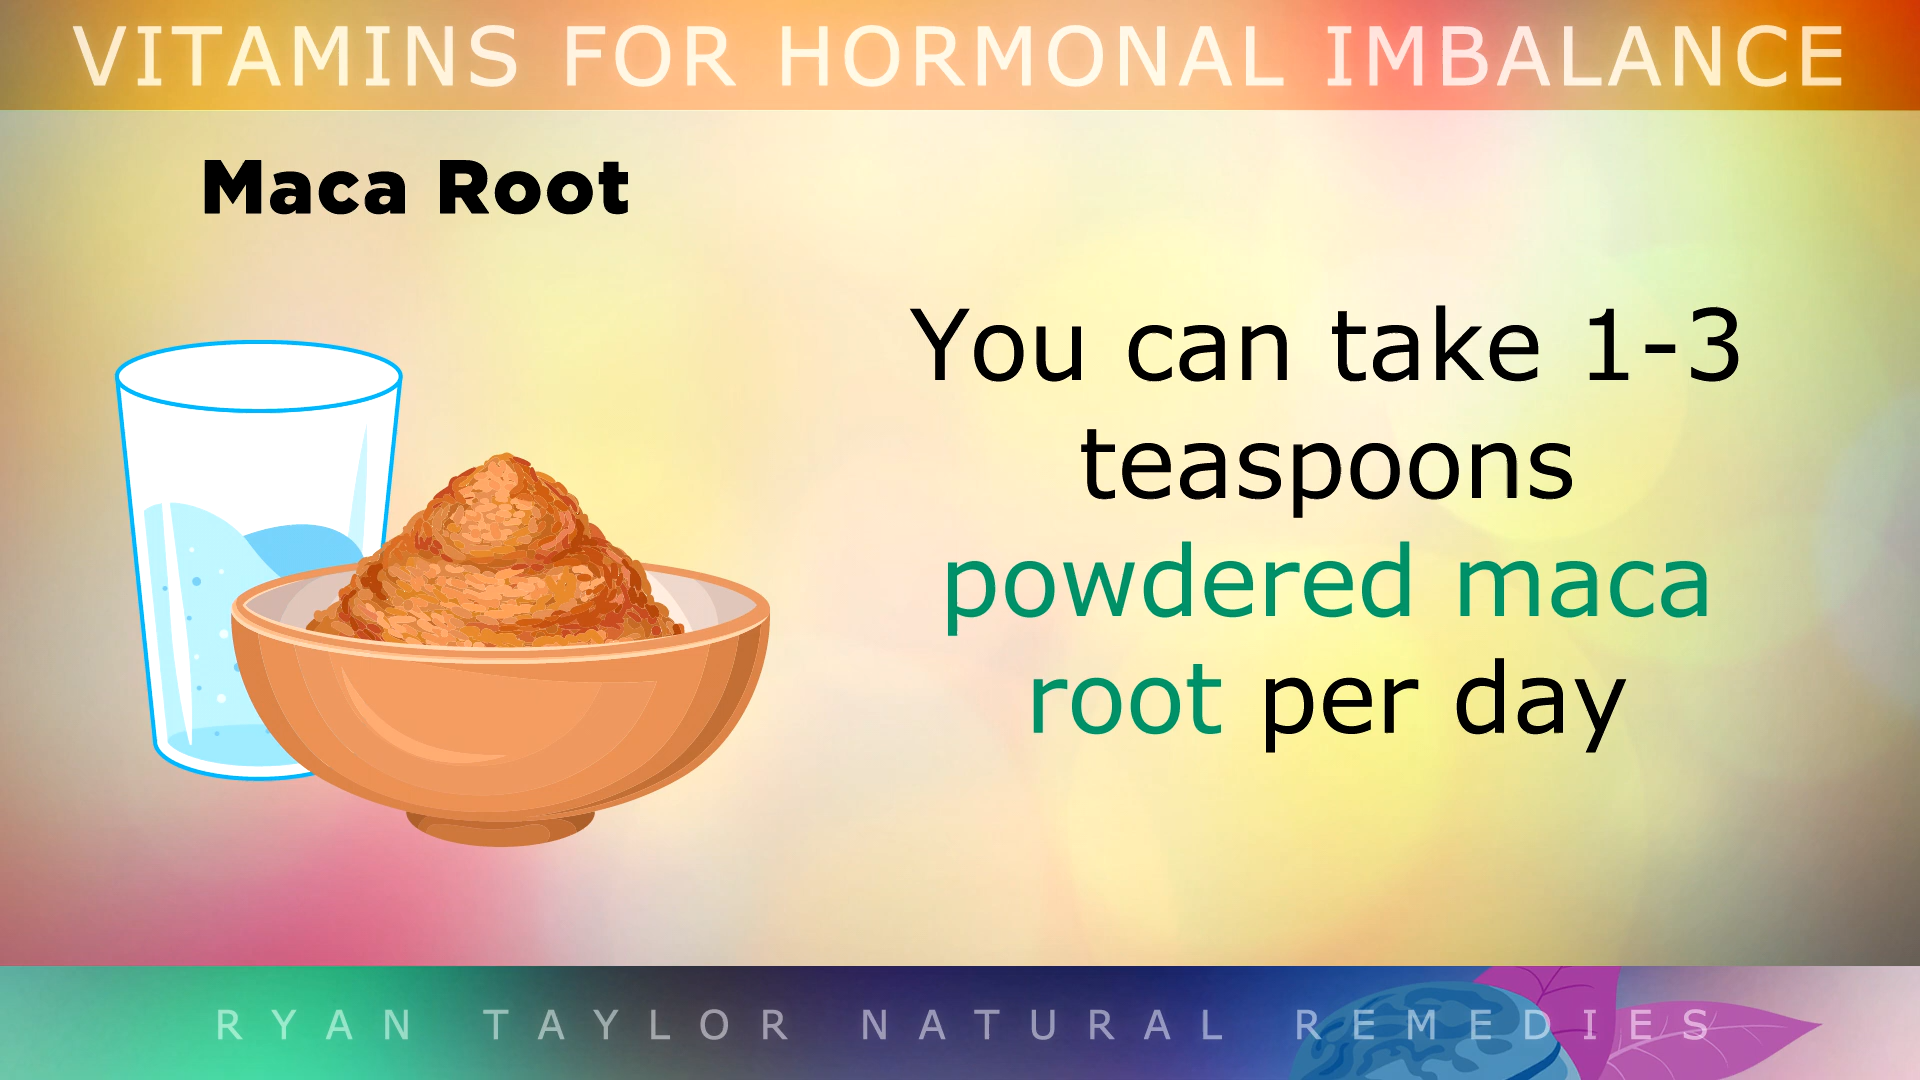 VITAMINS FOR HORMONAL IMBALANCE
Maca Root
You can take 1-3
teaspoons
powdered maca
root per day
RYAN TAYLOR NATURAL REMEDIES